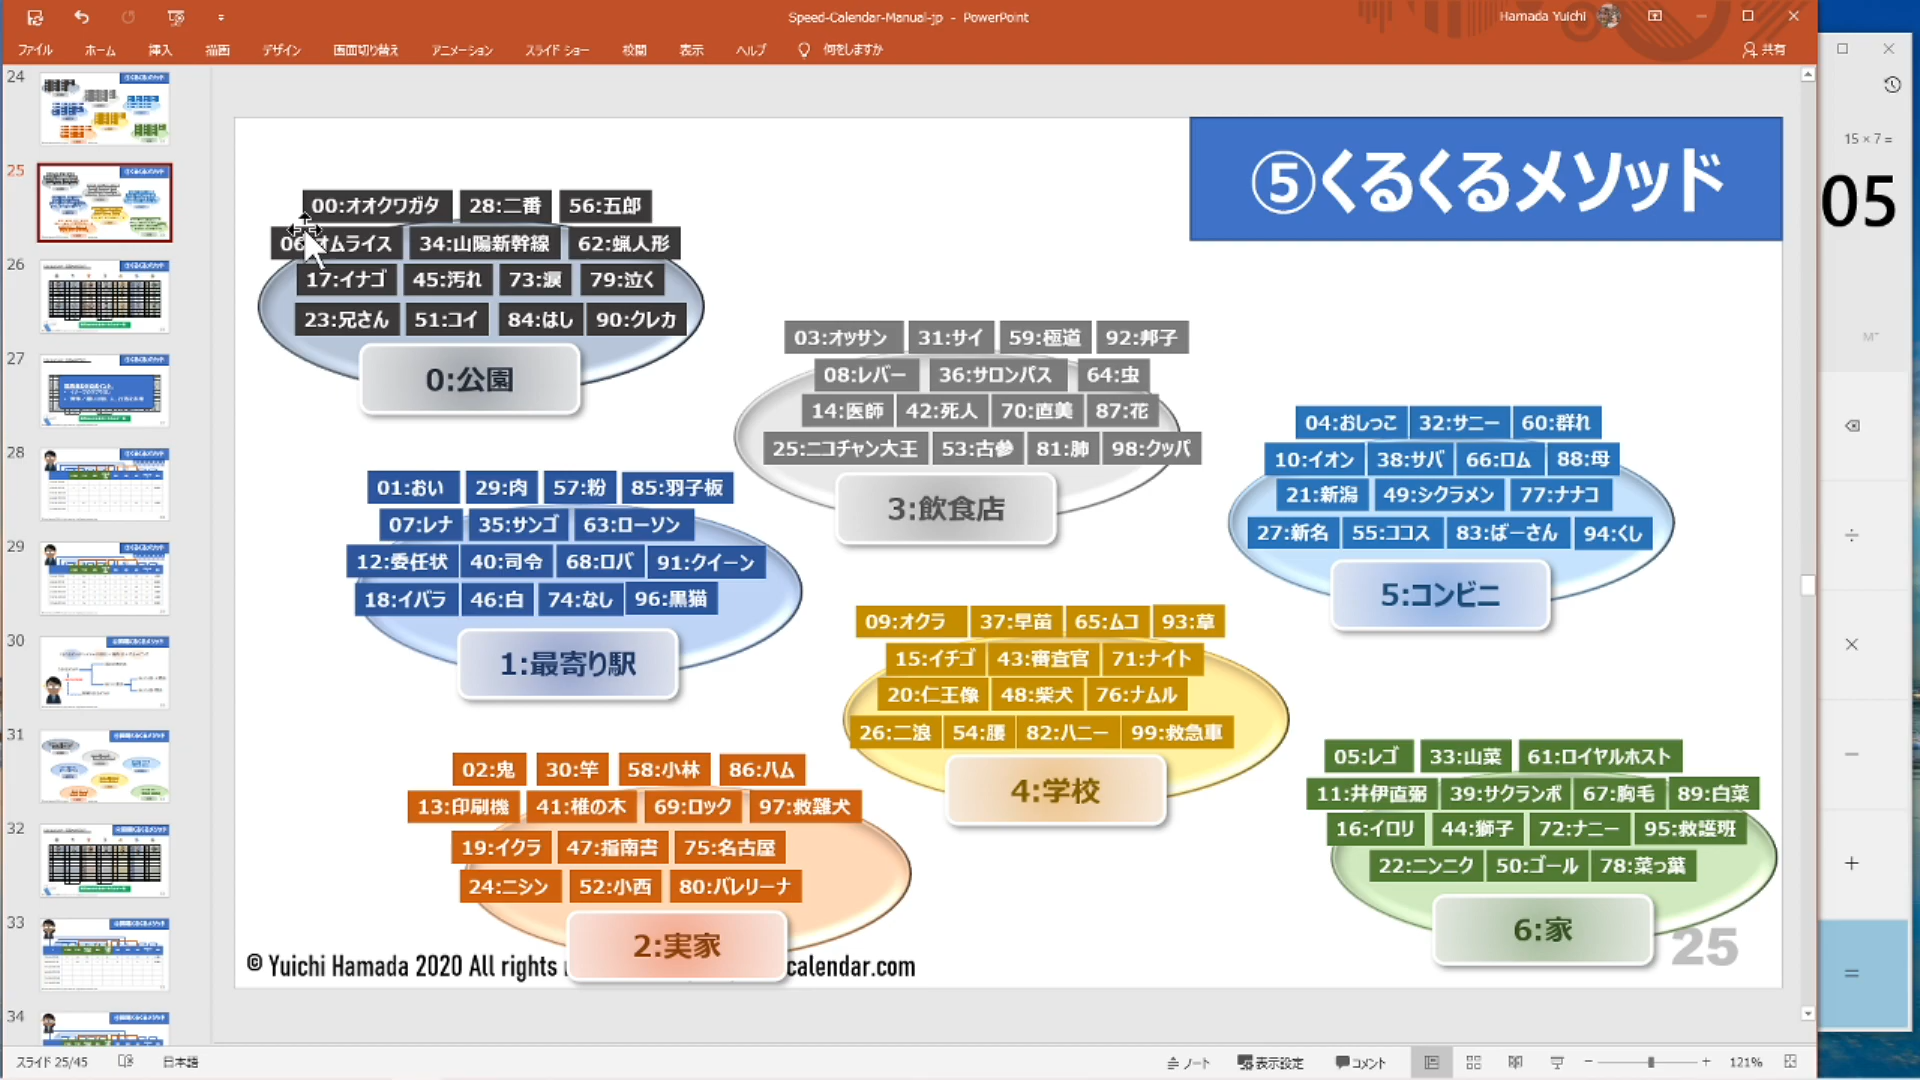 Speed-Calendar-Manual-jp - PowerPoint
Hamada Yuichi
ファイル ホーム 挿入 描画 デザイン 画面切り替え アニメーション スライド ショー 校閲 表示 ヘルプ 何をしますか 共有
⑤くるくるメソッド
00:オオクワガタ 28:二番 56:五郎
06:オムライス 34:山陽新幹線 62:蝋人形
17:イナゴ 45:汚れ 73:涙 79:泣く
23:兄さん 51:コイ 84:はし 90:クレカ
0:公園
03:オッサン 31:サイ 59:極道 92:邦子
08:レバー 36:サロンパス 64:虫
14:医師 42:死人 70:直美 87:花
25:ニコチャン大王 53:古参 81:肺 98:クッパ
3:飲食店
04:おしっこ 32:サニー 60:群れ
10:イオン 38:サバ 66:ロム 88:母
21:新潟 49:シクラメン 77:ナナコ
27:新名 55:ココス 83:ばーさん 94:くし
5:コンビニ
01:おい 29:肉 57:粉 85:羽子板
07:レナ 35:サンゴ 63:ローソン
12:委任状 40:司令 68:ロバ 91:クイーン
18:イバラ 46:白 74:なし 96:黒猫
1:最寄り駅
09:オクラ 37:早苗 65:ムコ 93:草
15:イチゴ 43:審査官 71:ナイト
20:仁王像 48:柴犬 76:ナムル
26:二浪 54:腰 82:ハニー 99:救急車
4:学校
02:鬼 30:竿 58:小林 86:ハム
13:印刷機 41:椎の木 69:ロック 97:救難犬
19:イクラ 47:指南書 75:名古屋
24:ニシン 52:小西 80:バレリーナ
2:実家
05:レゴ 33:山菜 61:ロイヤルホスト
11:井伊直弼 39:サクランボ 67:胸毛 89:白菜
16:イロリ 44:獅子 72:ナニー 95:救護班
22:ニンニク 50:ゴール 78:菜っ葉
6:家
25
© Yuichi Hamada 2020 All rights
calendar.com
24
25
26
27
28
29
30
31
32
33
34
15 × 7 =
05
M⁻
÷
×
−
+
=
スライド 25/45 日本語 ノート 表示設定 コメント − + 121%